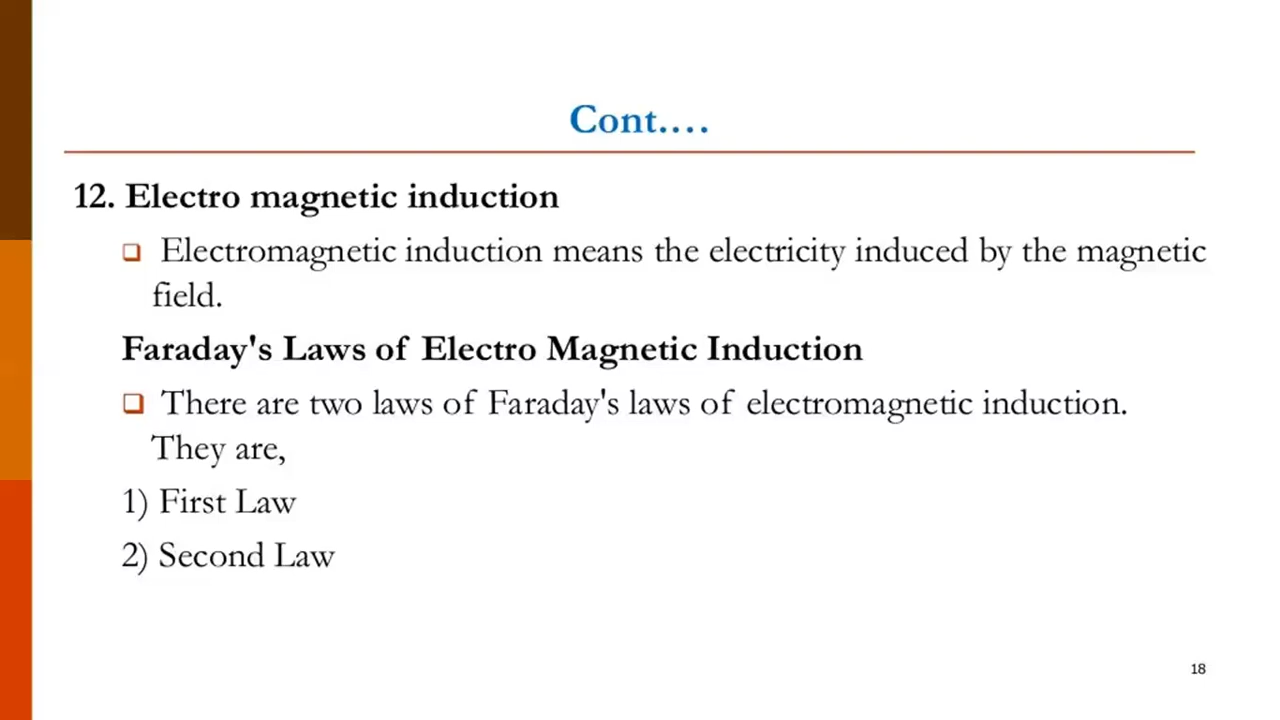 Cont.…
12. Electro magnetic induction
❑ Electromagnetic induction means the electricity induced by the magnetic
field.
Faraday's Laws of Electro Magnetic Induction
❑ There are two laws of Faraday's laws of electromagnetic induction.
They are,
1) First Law
2) Second Law
18